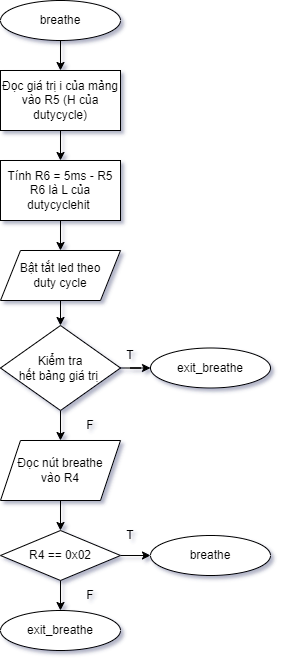 breathe
Đọc giá trị i của mảng
vào R5 (H của
dutycycle)
Tính R6 = 5ms - R5
R6 là L của
dutycyclehit
Bật tắt led theo
duty cycle
Kiểm tra
hết bảng giá trị
T
exit_breathe
F
Đọc nút breathe
vào R4
R4 == 0x02
T
breathe
F
exit_breathe